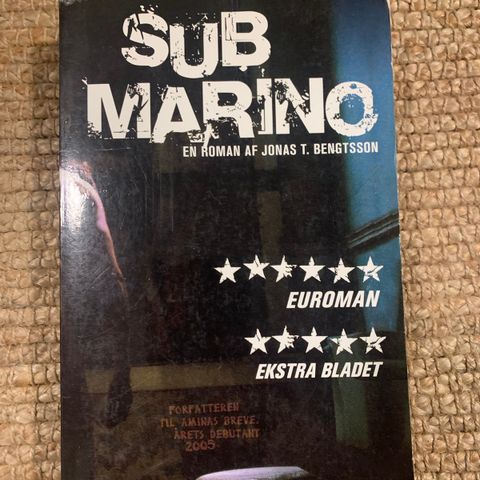 SUB
MARINO
EN ROMAN AF JONAS T. BENGTSSON
EUROMAN
EKSTRA BLADET
FORFATTEREN
TIL AMINAS BREVE.
ÅRETS DEBUTANT
2005